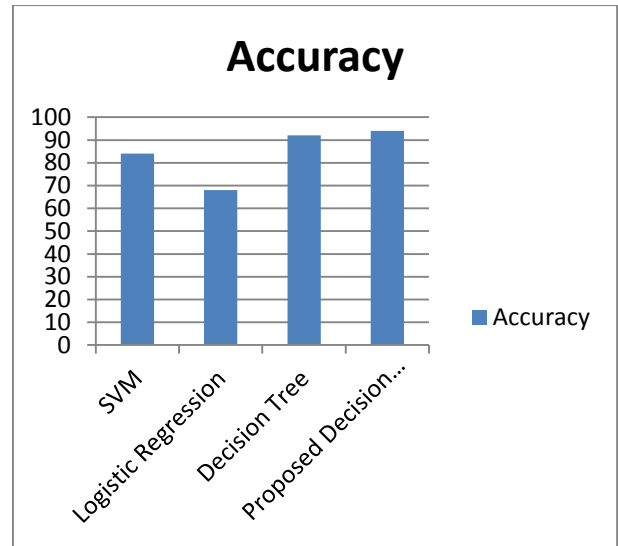 Accuracy
100
90
80
70
60
50
40
30
20
10
0
SVM
Logistic Regression
Decision Tree
Proposed Decision...
Accuracy